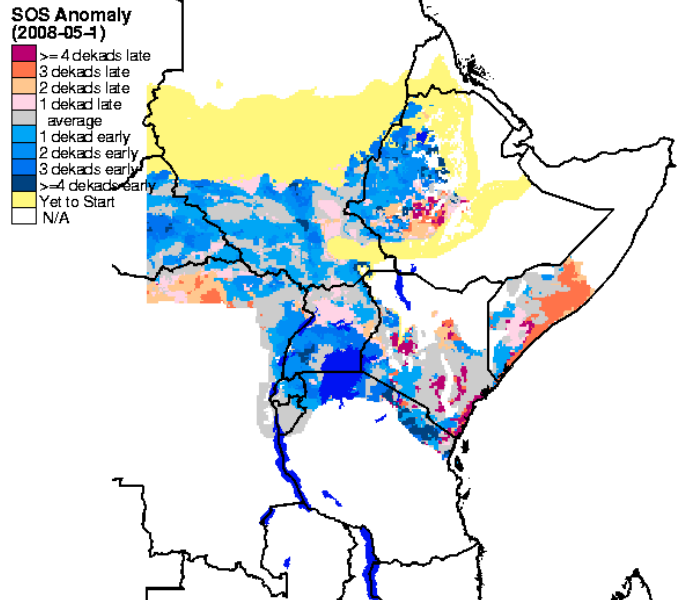 SOS Anomaly
(2008-05-1)
>= 4 dekads late
3 dekads late
2 dekads late
1 dekad late
average
1 dekad early
2 dekads early
3 dekads early
>-4 dekads early
Yet to Start
N/A